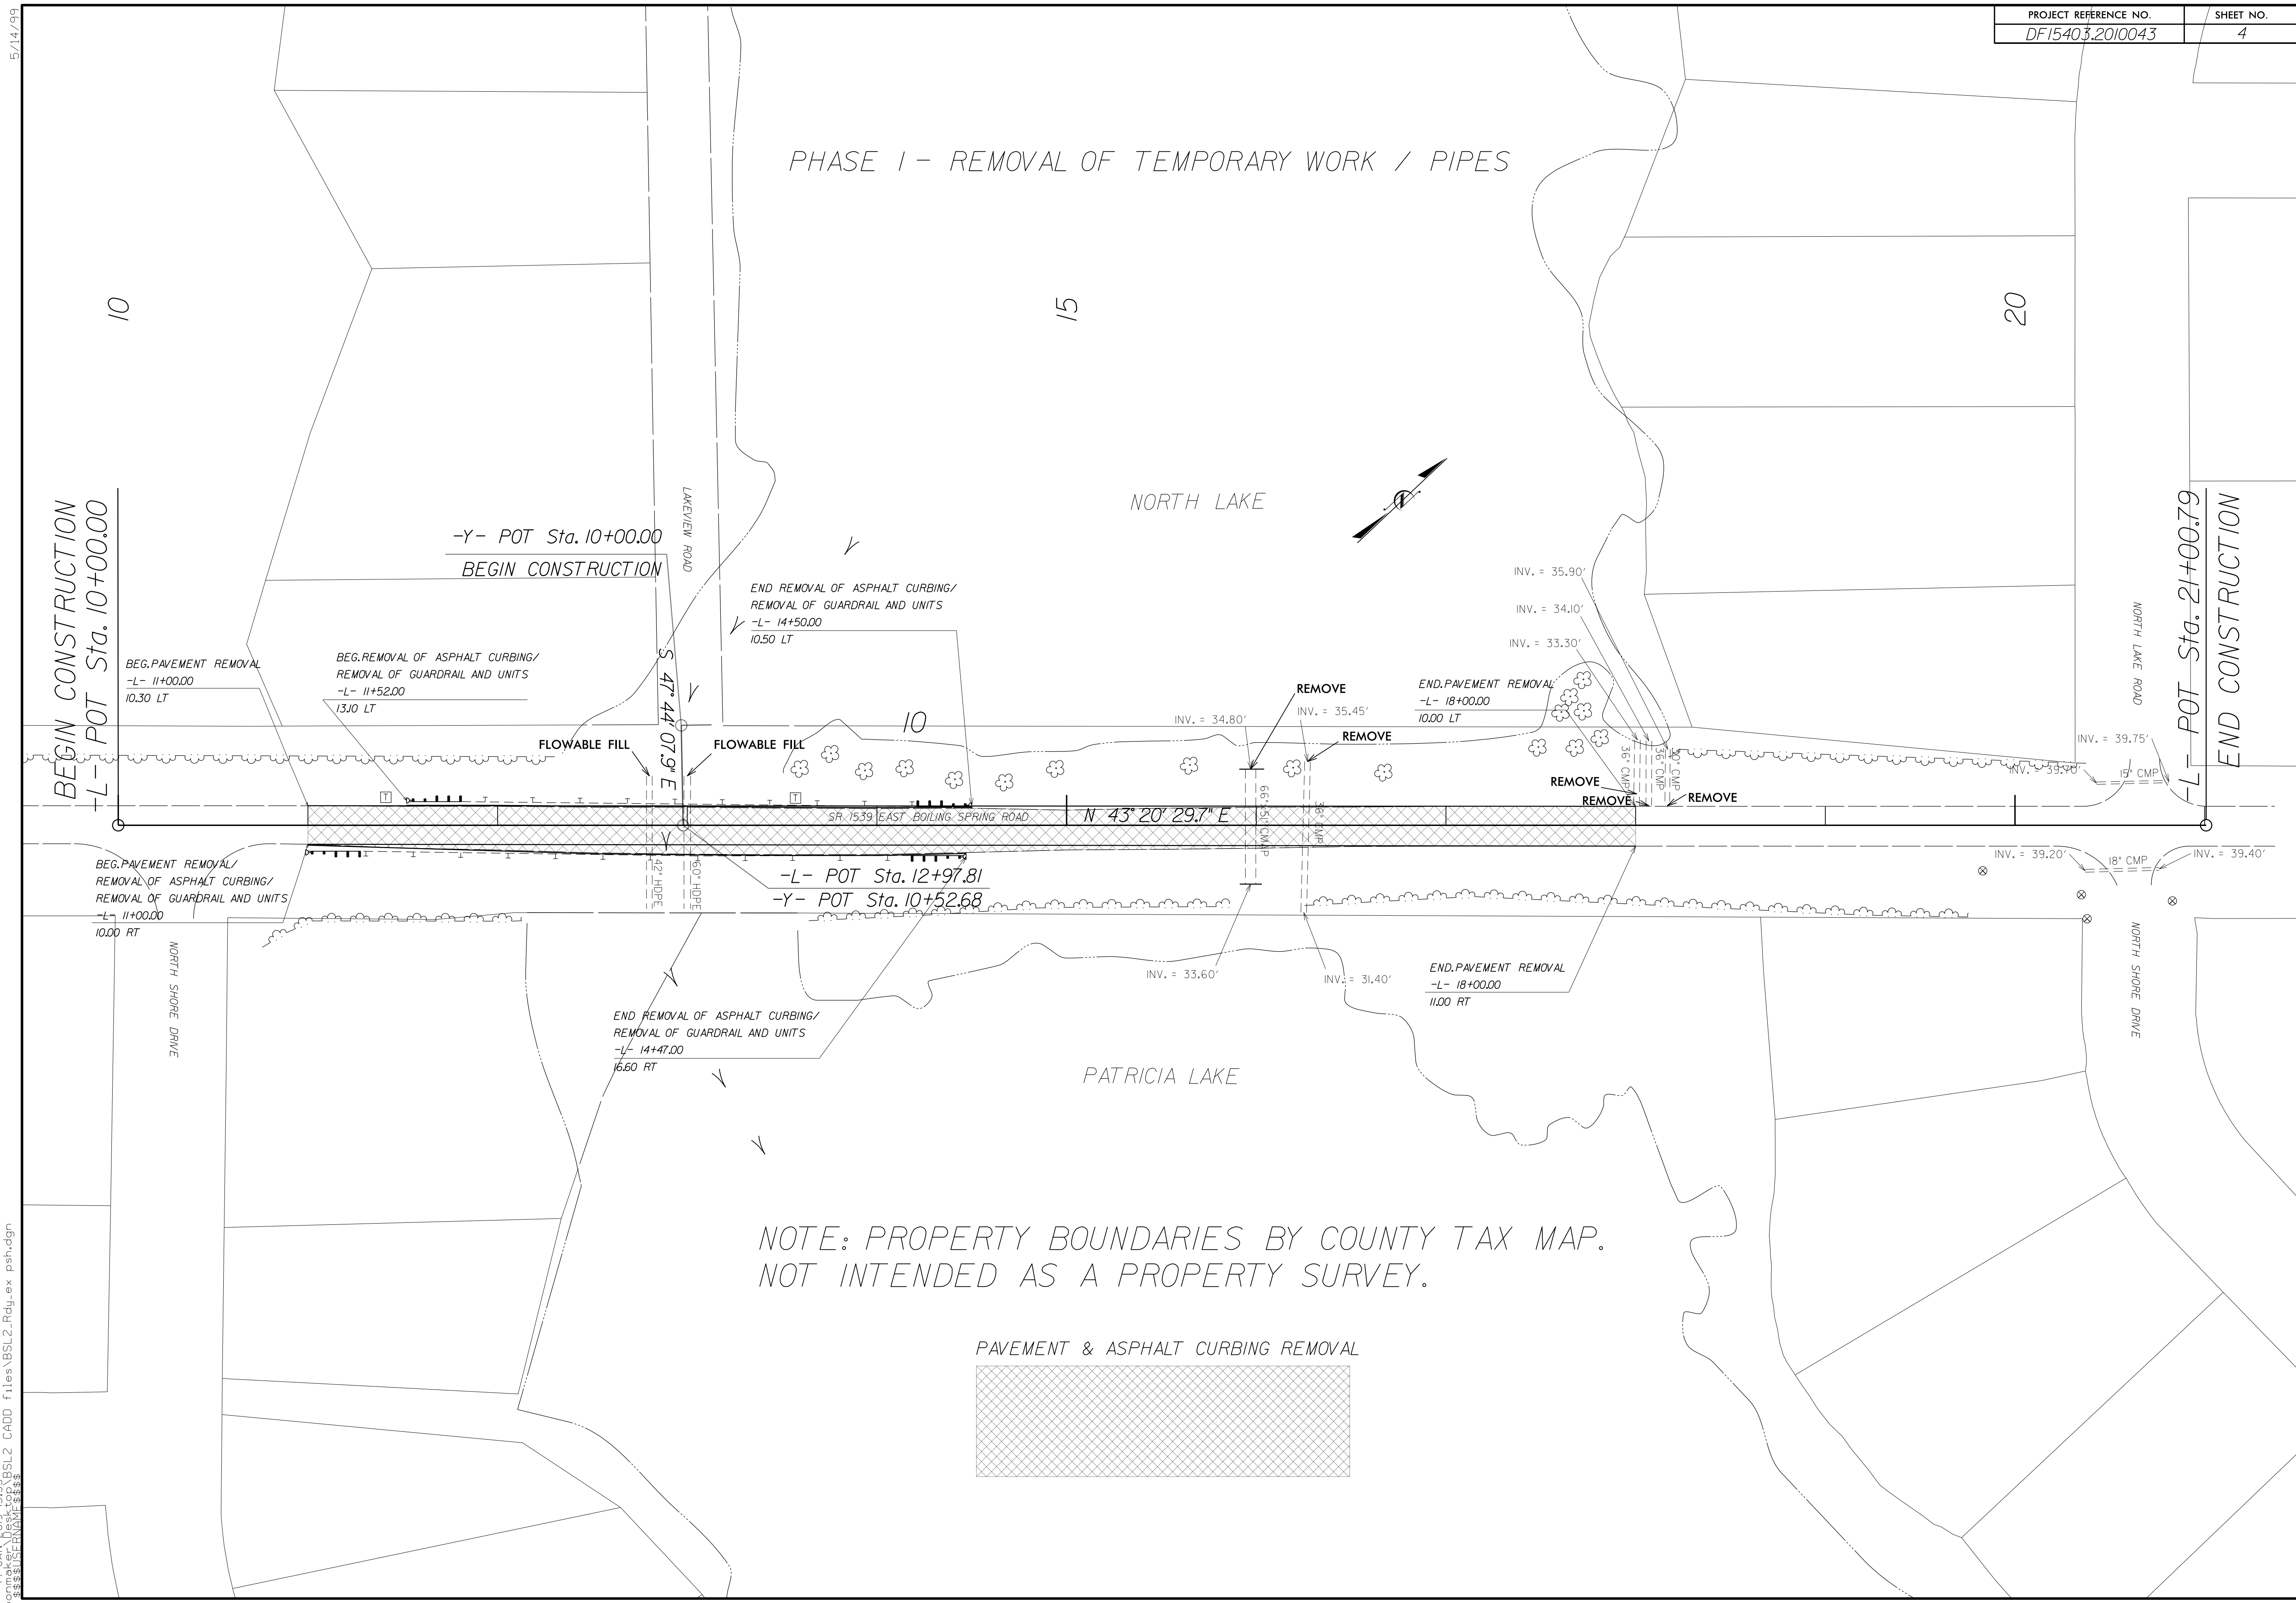 5/14/99
PROJECT REFERENCE NO.
SHEET NO.
DF15403.2010043
4
PHASE 1 - REMOVAL OF TEMPORARY WORK / PIPES
10
15
20
NORTH LAKE
BEGIN CONSTRUCTION
-L- POT Sta. 10+00.00
-Y- POT Sta. 10+00.00
BEGIN CONSTRUCTION
LAKEVIEW ROAD
S 47° 44' 07.9" E
END REMOVAL OF ASPHALT CURBING/
REMOVAL OF GUARDRAIL AND UNITS
-L- 14+50.00
10.50 LT
BEG.PAVEMENT REMOVAL
-L- 11+00.00
10.30 LT
BEG.REMOVAL OF ASPHALT CURBING/
REMOVAL OF GUARDRAIL AND UNITS
-L- 11+52.00
13.10 LT
FLOWABLE FILL
FLOWABLE FILL
10
INV. = 34.80'
REMOVE
INV. = 35.45'
REMOVE
END.PAVEMENT REMOVAL
-L- 18+00.00
10.00 LT
INV. = 35.90'
INV. = 34.10'
INV. = 33.30'
36" CMP
36" CMP
30" CMP
REMOVE
REMOVE
REMOVE
NORTH LAKE ROAD
INV. = 39.75'
INV. = 39.70'
15" CMP
-L- POT Sta. 21+00.79
END CONSTRUCTION
T
T
SR 1539 EAST BOILING SPRING ROAD
N 43° 20' 29.7" E
66"x51" CMAP
36" CMP
BEG.PAVEMENT REMOVAL/
REMOVAL OF ASPHALT CURBING/
REMOVAL OF GUARDRAIL AND UNITS
-L- 11+00.00
10.00 RT
42" HDPE
60" HDPE
-L- POT Sta. 12+97.81
-Y- POT Sta. 10+52.68
INV. = 39.20'
18" CMP
INV. = 39.40'
NORTH SHORE DRIVE
INV. = 33.60'
INV. = 31.40'
END.PAVEMENT REMOVAL
-L- 18+00.00
11.00 RT
NORTH SHORE DRIVE
END REMOVAL OF ASPHALT CURBING/
REMOVAL OF GUARDRAIL AND UNITS
-L- 14+47.00
16.60 RT
PATRICIA LAKE
NOTE: PROPERTY BOUNDARIES BY COUNTY TAX MAP.
NOT INTENDED AS A PROPERTY SURVEY.
PAVEMENT & ASPHALT CURBING REMOVAL
\Desktop\BSL2 CADD files\BSL2_Rdy_ex psh.dgn
$$$$USERNAME$$$$